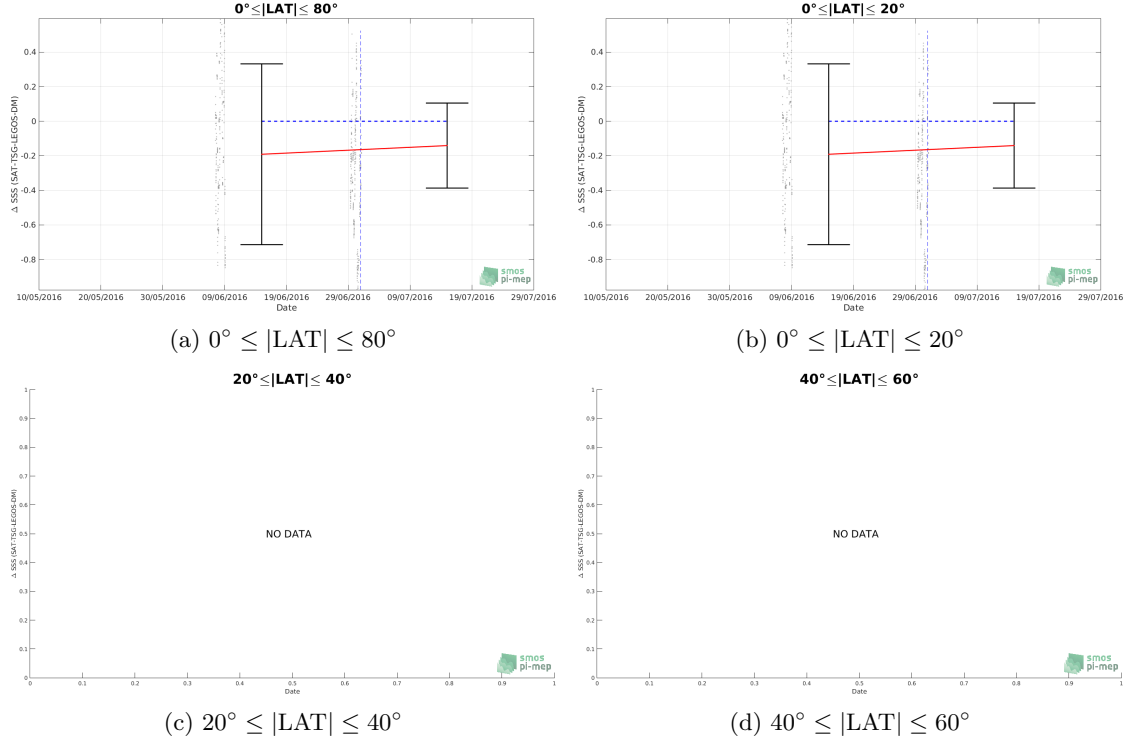 0°≤|LAT|≤ 80°
Δ SSS (SAT-TSG-LEGOS-DM)
0.4
0.2
0
-0.2
-0.4
-0.6
-0.8
10/05/2016 20/05/2016 30/05/2016 09/06/2016 19/06/2016 29/06/2016 09/07/2016 19/07/2016 29/07/2016
Date
smos
pi-mep
(a) 0° ≤ |LAT| ≤ 80°
0°≤|LAT|≤ 20°
Δ SSS (SAT-TSG-LEGOS-DM)
0.4
0.2
0
-0.2
-0.4
-0.6
-0.8
10/05/2016 20/05/2016 30/05/2016 09/06/2016 19/06/2016 29/06/2016 09/07/2016 19/07/2016 29/07/2016
Date
smos
pi-mep
(b) 0° ≤ |LAT| ≤ 20°
20°≤|LAT|≤ 40°
Δ SSS (SAT-TSG-LEGOS-DM)
1
0.9
0.8
0.7
0.6
0.5
0.4
0.3
0.2
0.1
0
NO DATA
0 0.1 0.2 0.3 0.4 0.5 0.6 0.7 0.8 0.9 1
Date
smos
pi-mep
(c) 20° ≤ |LAT| ≤ 40°
40°≤|LAT|≤ 60°
Δ SSS (SAT-TSG-LEGOS-DM)
1
0.9
0.8
0.7
0.6
0.5
0.4
0.3
0.2
0.1
0
NO DATA
0 0.1 0.2 0.3 0.4 0.5 0.6 0.7 0.8 0.9 1
Date
smos
pi-mep
(d) 40° ≤ |LAT| ≤ 60°